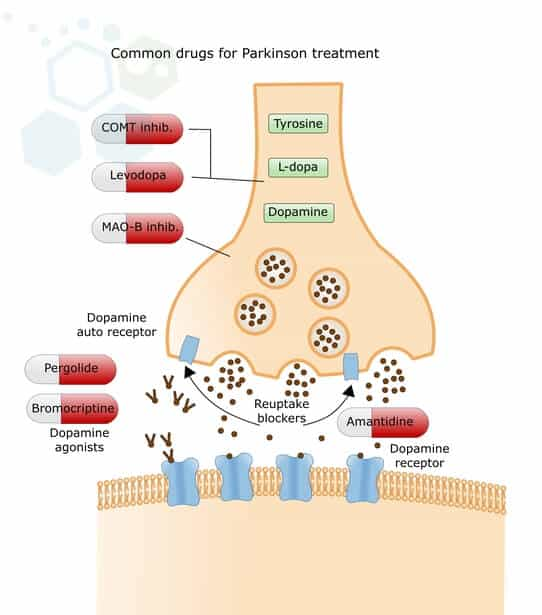 Common drugs for Parkinson treatment
COMT inhib.
Tyrosine
Levodopa
L-dopa
MAO-B inhib.
Dopamine
Dopamine
auto receptor
Pergolide
Bromocriptine
Dopamine
agonists
Reuptake
blockers
Amantidine
Dopamine
receptor